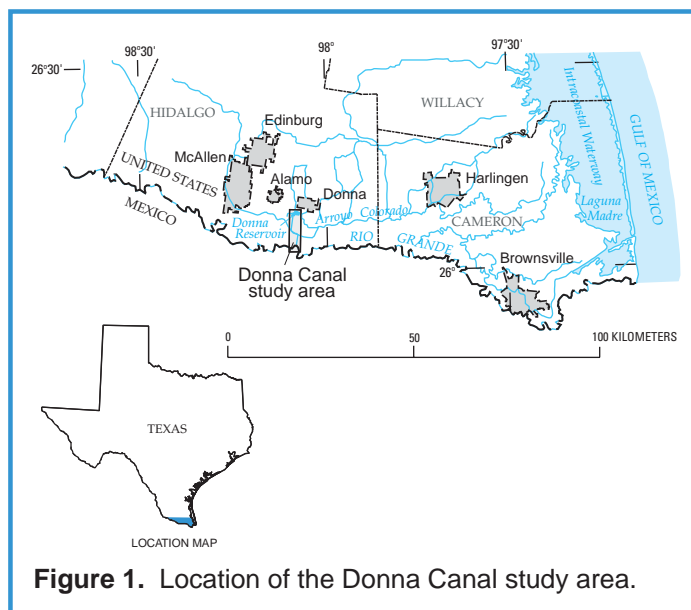 98°30'
98°
97°30'
26°30'
HIDALGO
WILLACY
Intracoastal Waterway
GULF OF MEXICO
Edinburg
McAllen
UNITED STATES
Alamo
Donna
Harlingen
MEXICO
Donna
Reservoir
Arroyo Colorado
CAMERON
Laguna
Madre
RIO GRANDE
Donna Canal
study area
26°
Brownsville
0 50 100 KILOMETERS
TEXAS
LOCATION MAP
Figure 1. Location of the Donna Canal study area.